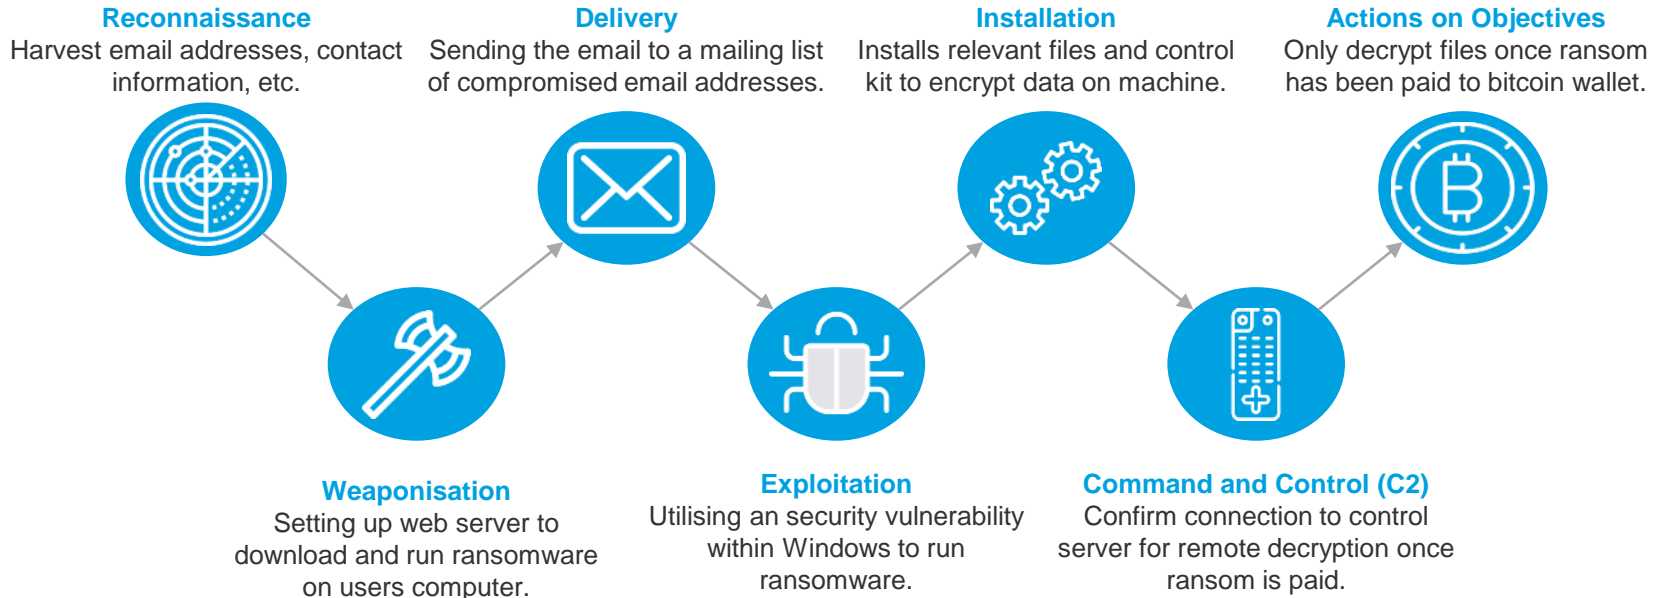 Reconnaissance
Harvest email addresses, contact
information, etc.
Delivery
Sending the email to a mailing list
of compromised email addresses.
Installation
Installs relevant files and control
kit to encrypt data on machine.
Actions on Objectives
Only decrypt files once ransom
has been paid to bitcoin wallet.
Weaponisation
Setting up web server to
download and run ransomware
on users computer.
Exploitation
Utilising an security vulnerability
within Windows to run
ransomware.
Command and Control (C2)
Confirm connection to control
server for remote decryption once
ransom is paid.